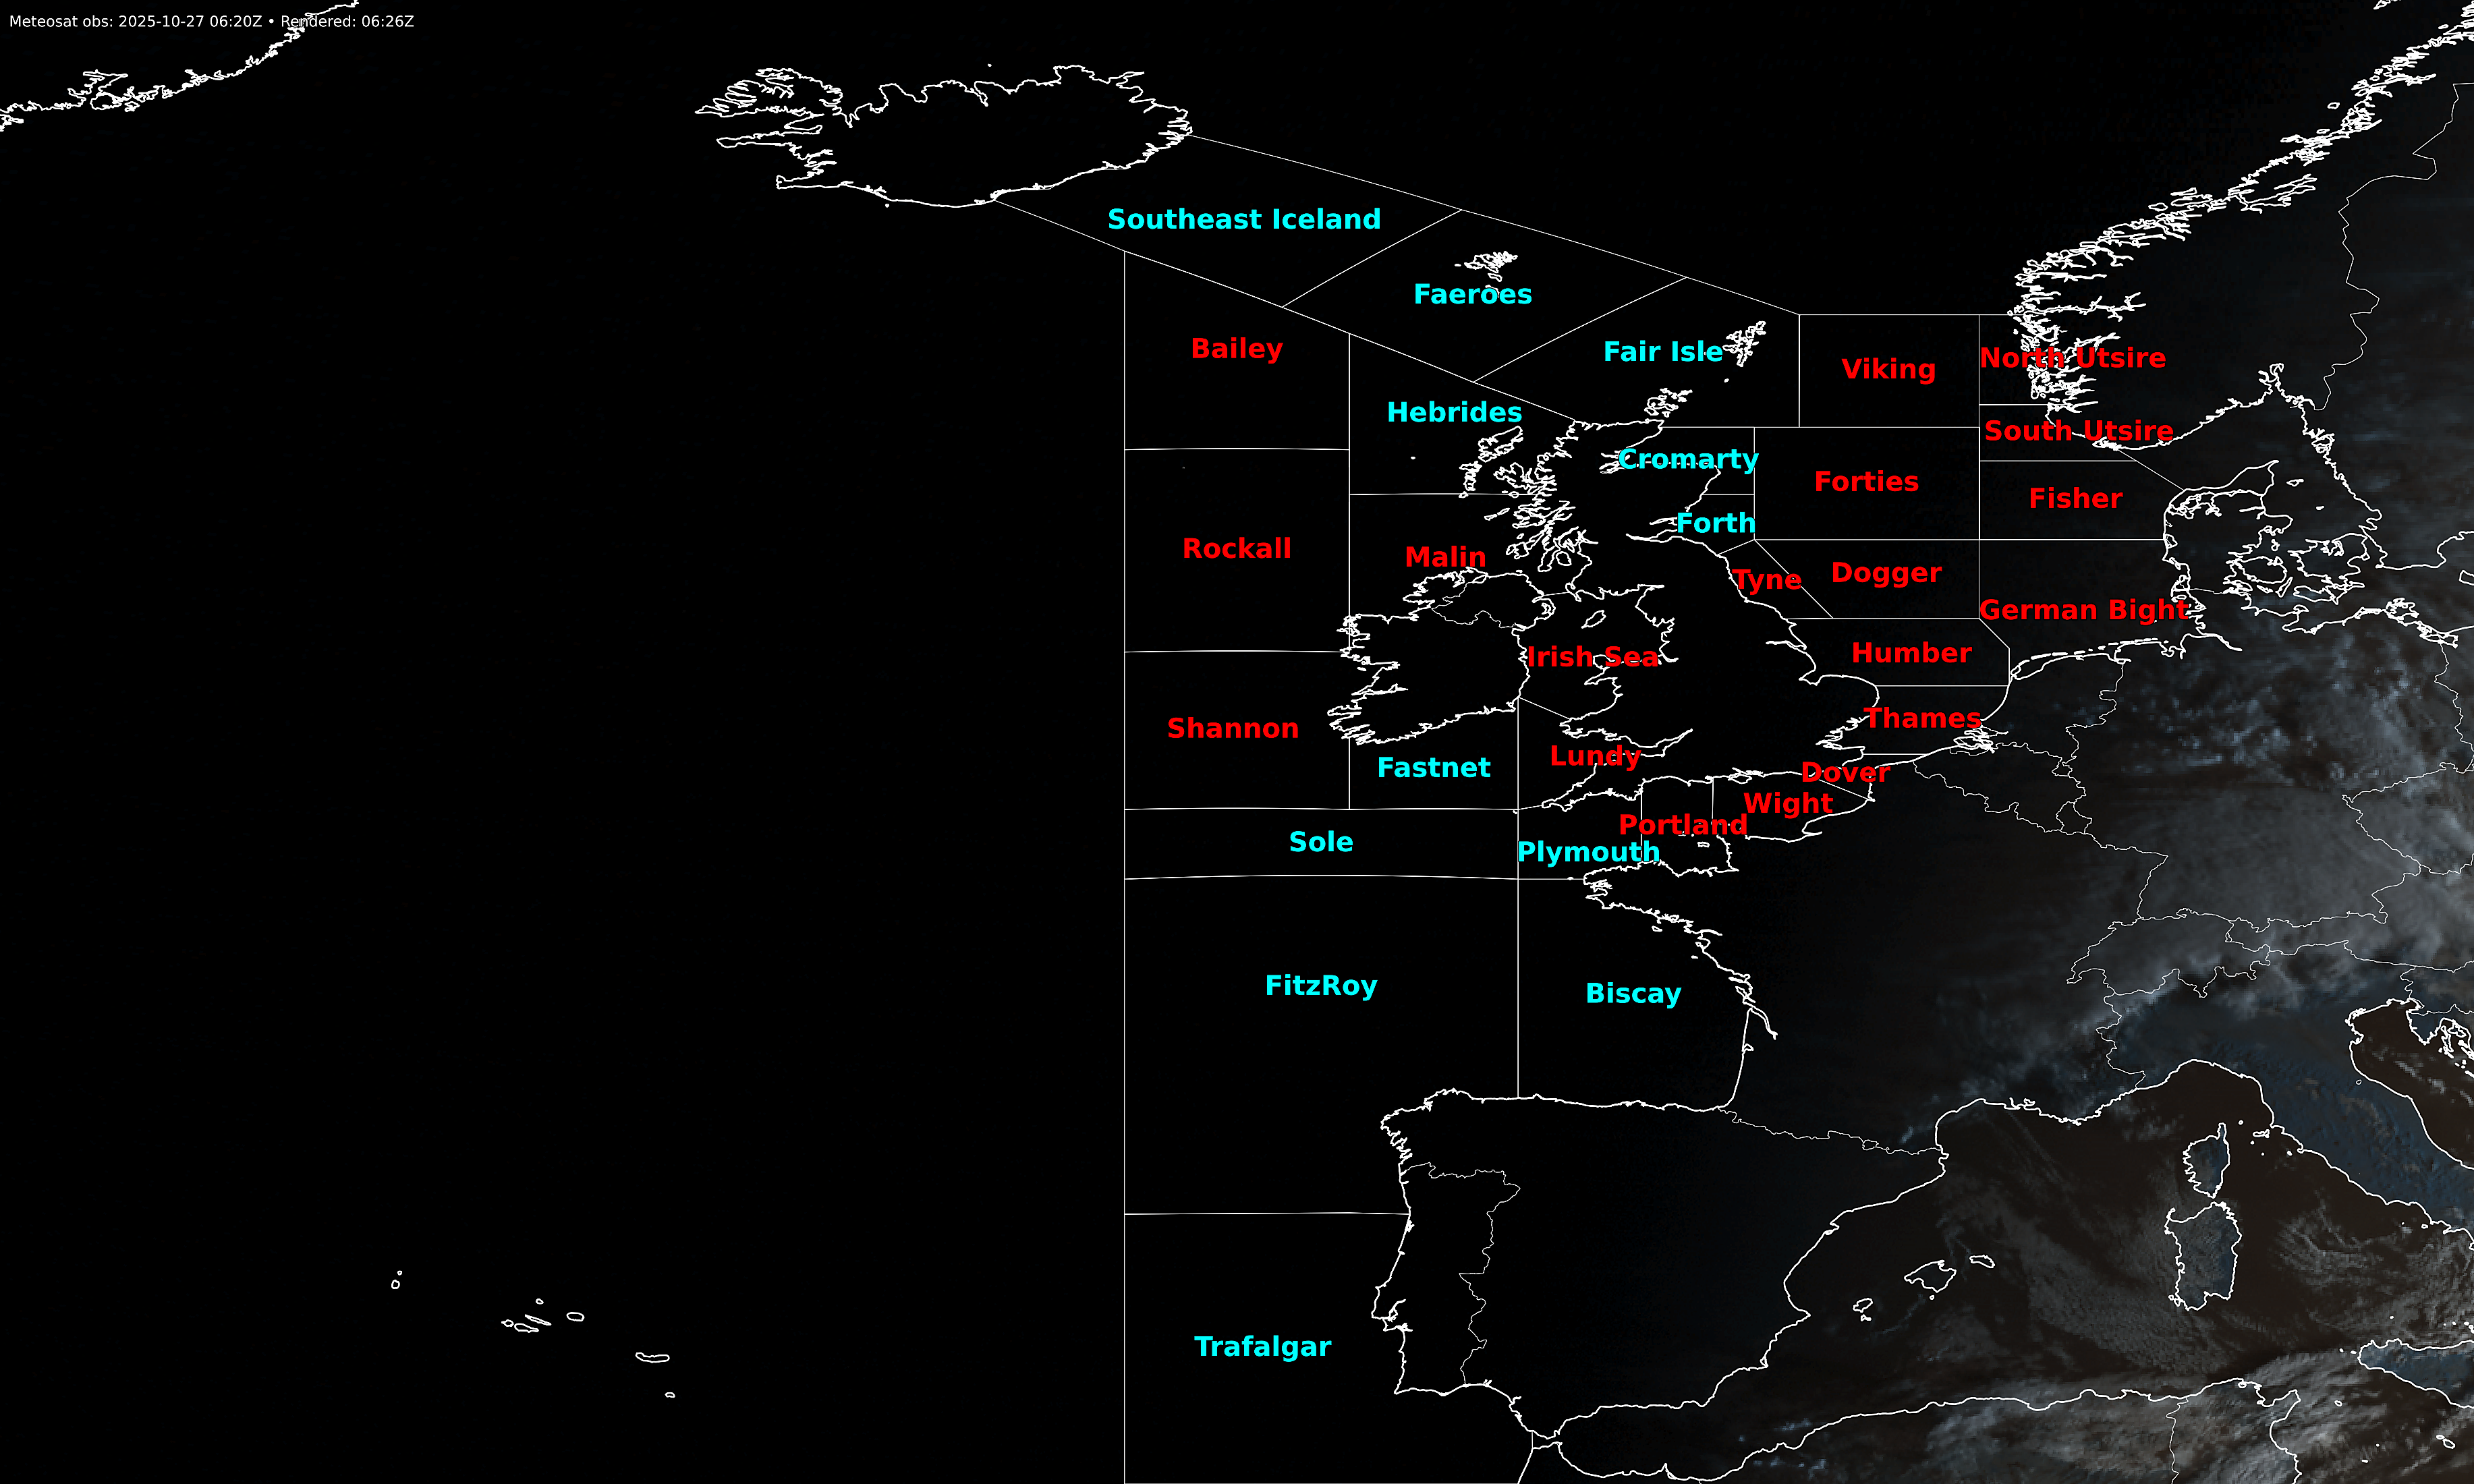 Meteosat obs: 2025-10-27 06:20Z • Rendered: 06:26Z
Southeast Iceland
Faeroes
Bailey
Fair Isle
Viking
North Utsire
Hebrides
South Utsire
Cromarty
Forties
Fisher
Forth
Rockall
Malin
Tyne
Dogger
German Bight
Irish Sea
Humber
Shannon
Thames
Lundy
Fastnet
Dover
Wight
Portland
Sole
Plymouth
FitzRoy
Biscay
Trafalgar